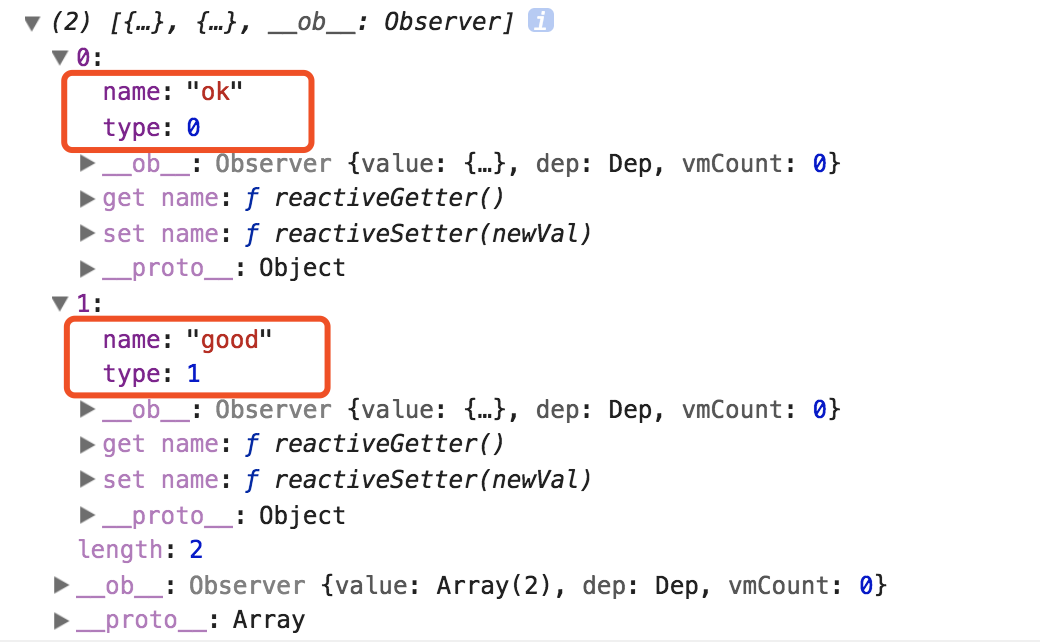 ▼ (2) [{…}, {…}, __ob__: Observer] i
▼ 0:
name: "ok"
type: 0
▶ __ob__: Observer {value: {…}, dep: Dep, vmCount: 0}
▶ get name: ƒ reactiveGetter()
▶ set name: ƒ reactiveSetter(newVal)
▶ __proto__: Object
▼ 1:
name: "good"
type: 1
▶ __ob__: Observer {value: {…}, dep: Dep, vmCount: 0}
▶ get name: ƒ reactiveGetter()
▶ set name: ƒ reactiveSetter(newVal)
▶ __proto__: Object
length: 2
▶ __ob__: Observer {value: Array(2), dep: Dep, vmCount: 0}
▶ __proto__: Array